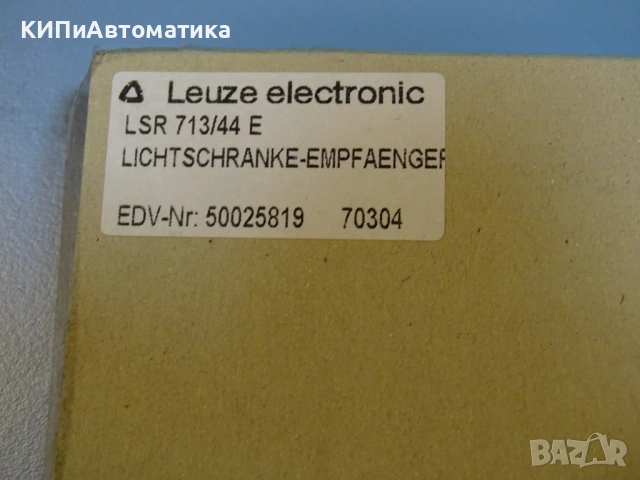 КИПиАвтоматика
Leuze electronic
LSR 713/44 E
LICHTSCHRANKE-EMPFAENGER
EDV-Nr: 50025819 70304
BAZAR